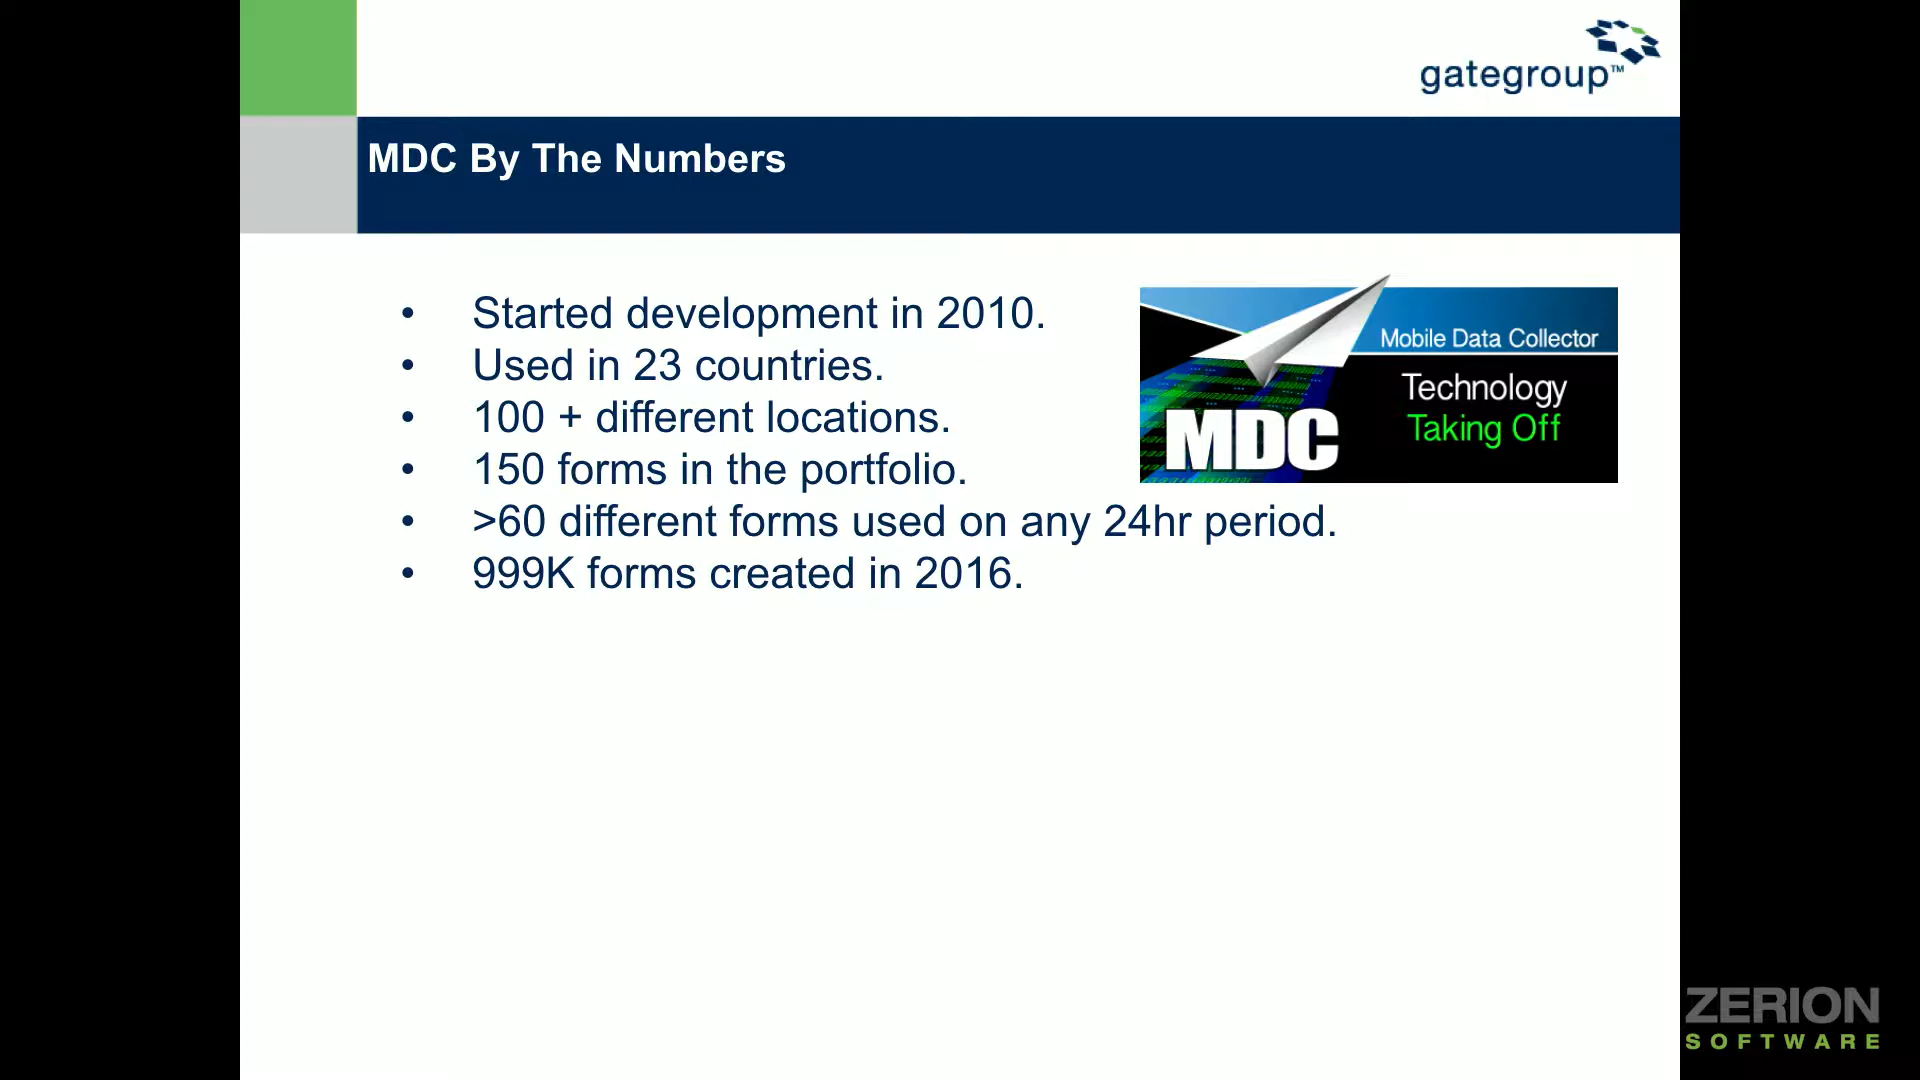 gategroup™
MDC By The Numbers
• Started development in 2010.
• Used in 23 countries.
• 100 + different locations.
• 150 forms in the portfolio.
• >60 different forms used on any 24hr period.
• 999K forms created in 2016.
Mobile Data Collector
Technology
Taking Off
MDC
ZERION
SOFTWARE